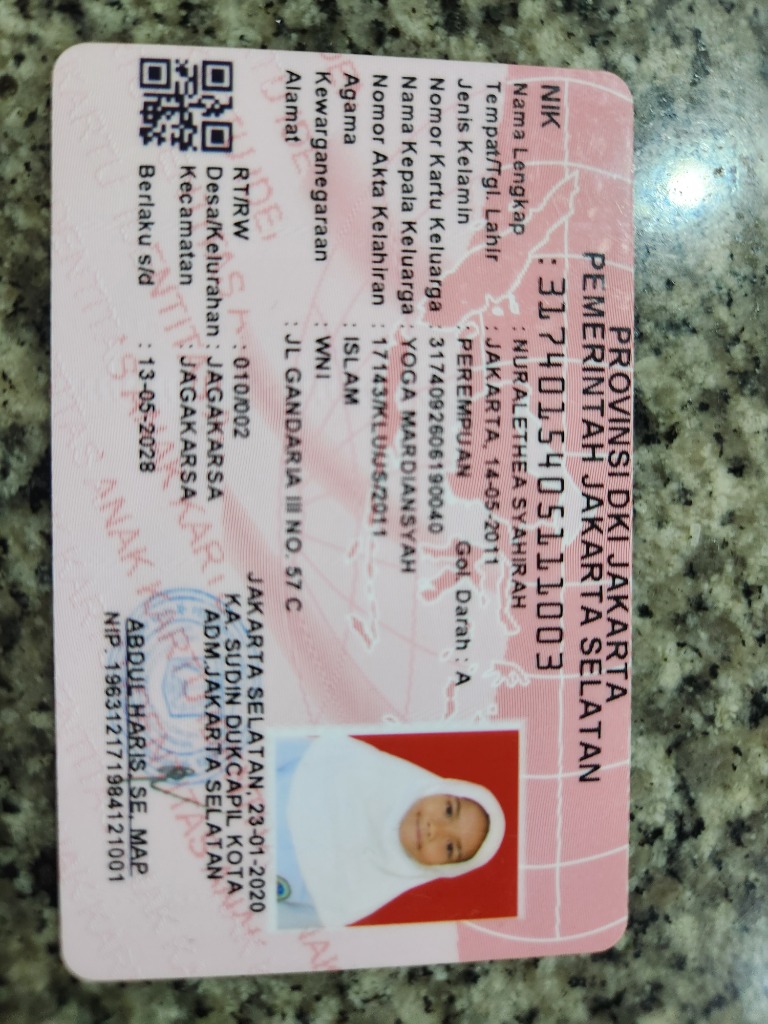 PROVINSI DKI JAKARTA
PEMERINTAH JAKARTA SELATAN
NIK : 3174015405111003
Nama Lengkap : NUR ALETHEA SYAHIRAH
Tempat/Tgl. Lahir : JAKARTA, 14-05-2011
Jenis Kelamin : PEREMPUAN Gol. Darah : A
Nomor Kartu Keluarga : 3174092606190040
Nama Kepala Keluarga : YOGA MARDIANSYAH
Nomor Akta Kelahiran : 17143/KLU/JS/2011
Agama : ISLAM
Kewarganegaraan : WNI
Alamat : JL GANDARIA III NO. 57 C
RT/RW : 010/002
Desa/Kelurahan : JAGAKARSA
Kecamatan : JAGAKARSA
Berlaku s/d : 13-05-2028
JAKARTA SELATAN, 23-01-2020
KA. SUDIN DUKCAPIL KOTA
ADM.JAKARTA SELATAN
ABDUL HARIS, SE, MAP
NIP. 196312171984121001